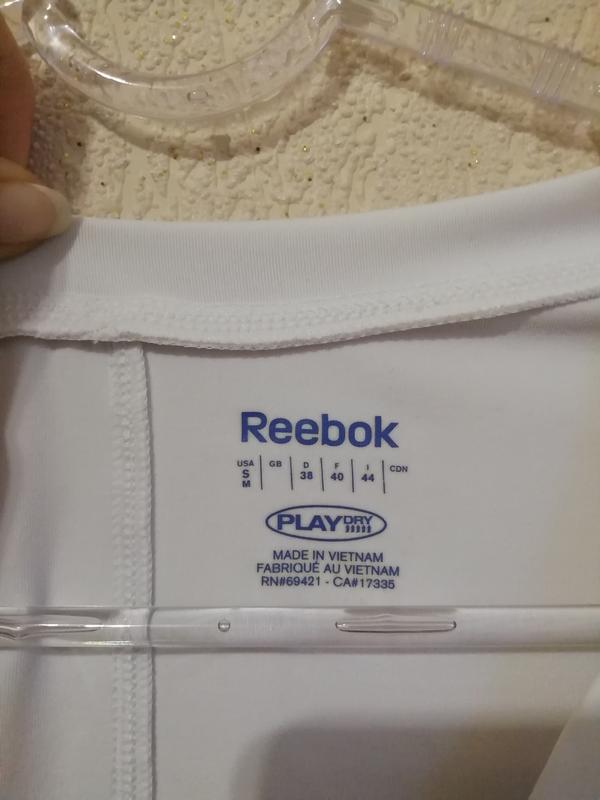 Reebok
USA GB D F I CDN
S M 38 40 44
PLAYDRY
MADE IN VIETNAM
FABRIQUÉ AU VIETNAM
RN#69421 - CA#17335